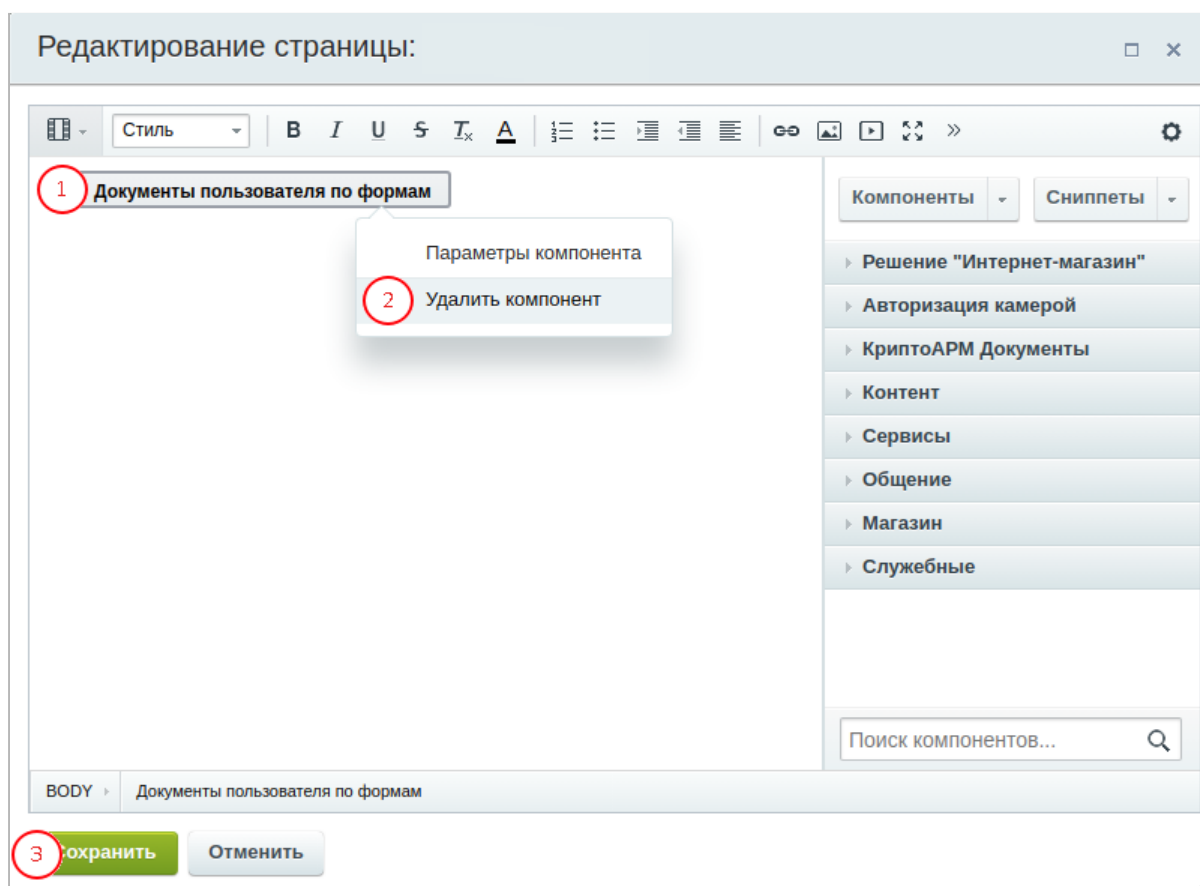 Редактирование страницы:
Стиль
B I U S Tx A
1 Документы пользователя по формам
Параметры компонента
2 Удалить компонент
Компоненты Сниппеты
Решение "Интернет-магазин"
Авторизация камерой
КриптоАРМ Документы
Контент
Сервисы
Общение
Магазин
Служебные
Поиск компонентов...
BODY Документы пользователя по формам
3 Сохранить Отменить